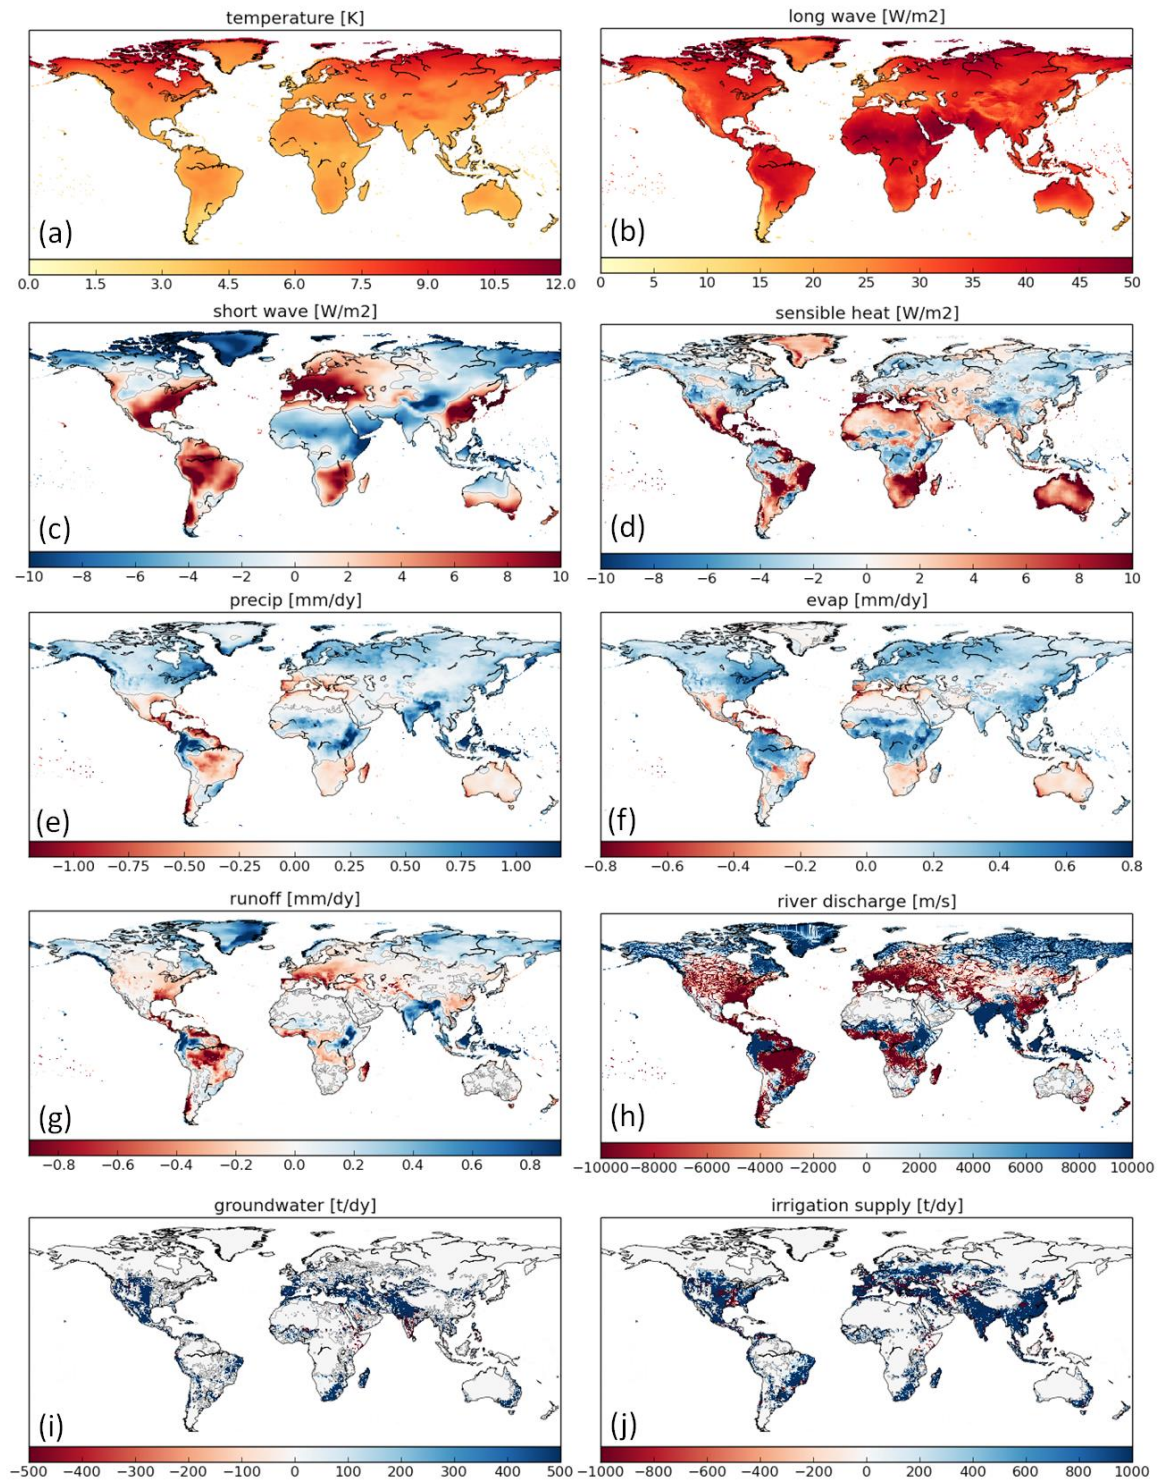 temperature [K]
long wave [W/m2]
(a)
(b)
0.0 1.5 3.0 4.5 6.0 7.5 9.0 10.5 12.0
0 5 10 15 20 25 30 35 40 45 50
short wave [W/m2]
sensible heat [W/m2]
(c)
(d)
−10 −8 −6 −4 −2 0 2 4 6 8 10
−10 −8 −6 −4 −2 0 2 4 6 8 10
precip [mm/dy]
evap [mm/dy]
(e)
(f)
−1.00 −0.75 −0.50 −0.25 0.00 0.25 0.50 0.75 1.00
−0.8 −0.6 −0.4 −0.2 0.0 0.2 0.4 0.6 0.8
runoff [mm/dy]
river discharge [m/s]
(g)
(h)
−0.8 −0.6 −0.4 −0.2 0.0 0.2 0.4 0.6 0.8
−10000 −8000 −6000 −4000 −2000 0 2000 4000 6000 8000 10000
groundwater [t/dy]
irrigation supply [t/dy]
(i)
(j)
−500 −400 −300 −200 −100 0 100 200 300 400 500
−1000 −800 −600 −400 −200 0 200 400 600 800 1000